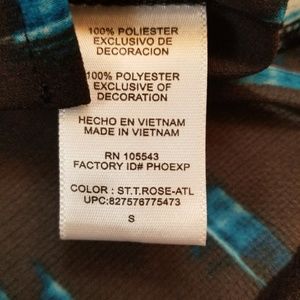 100% POLIESTER
EXCLUSIVO DE
DECORACION
100% POLYESTER
EXCLUSIVE OF
DECORATION
HECHO EN VIETNAM
MADE IN VIETNAM
RN 105543
FACTORY ID# PHOEXP
COLOR : ST.T.ROSE-ATL
UPC:827576775473
S